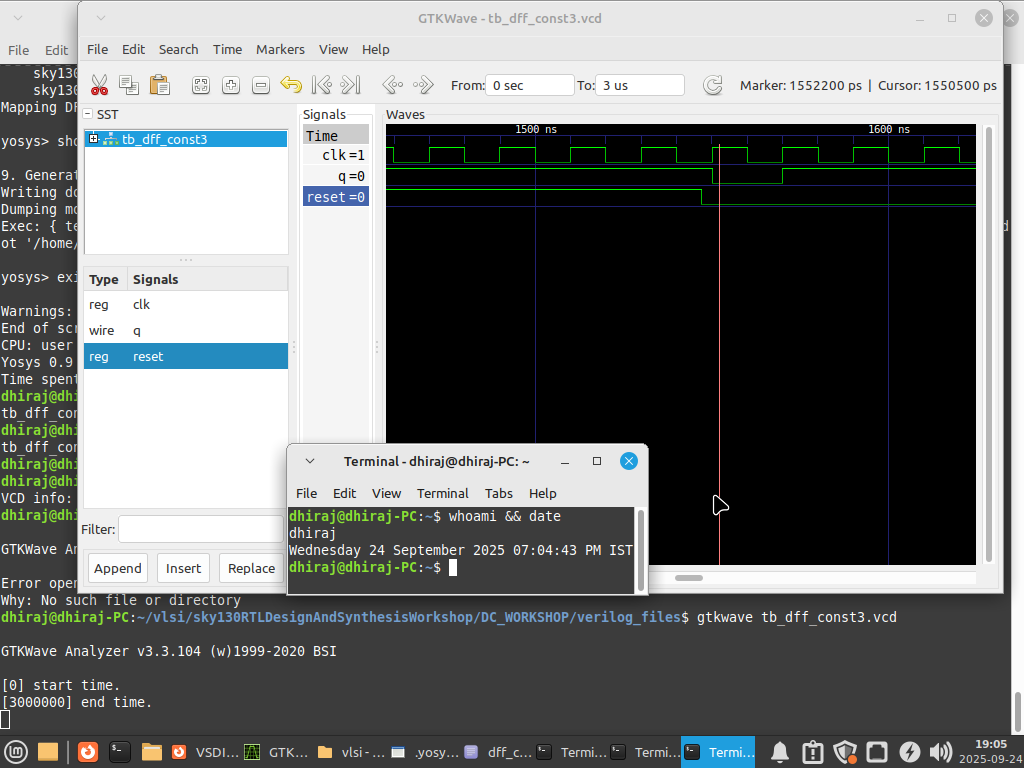 GTKWave - tb_dff_const3.vcd
File Edit
File Edit Search Time Markers View Help
From: 0 sec To: 3 us Marker: 1552200 ps | Cursor: 1550500 ps
SST
tb_dff_const3
Type Signals
reg clk
wire q
reg reset
Filter:
Append Insert Replace
Signals
Time
clk =1
q =0
reset =0
Waves
1500 ns 1600 ns
sky130
sky130
Mapping DF
yosys> sho
9. Generat
Writing do
Dumping mo
Exec: { te
ot '/home/
yosys> exi
Warnings:
End of scr
CPU: user
Yosys 0.9
Time spent
dhiraj@dhi
tb_dff_con
dhiraj@dhi
tb_dff_con
dhiraj@dhi
dhiraj@dhi
VCD info:
dhiraj@dhi
GTKWave An
Error open
Why: No such file or directory
dhiraj@dhiraj-PC:~/vlsi/sky130RTLDesignAndSynthesisWorkshop/DC_WORKSHOP/verilog_files$ gtkwave tb_dff_const3.vcd
GTKWave Analyzer v3.3.104 (w)1999-2020 BSI
[0] start time.
[3000000] end time.
Terminal - dhiraj@dhiraj-PC: ~
File Edit View Terminal Tabs Help
dhiraj@dhiraj-PC:~$ whoami && date
dhiraj
Wednesday 24 September 2025 07:04:43 PM IST
dhiraj@dhiraj-PC:~$
VSDI... GTK... vlsi - ... .yosy... dff_c... Termi... Termi... Termi...
19:05
2025-09-24